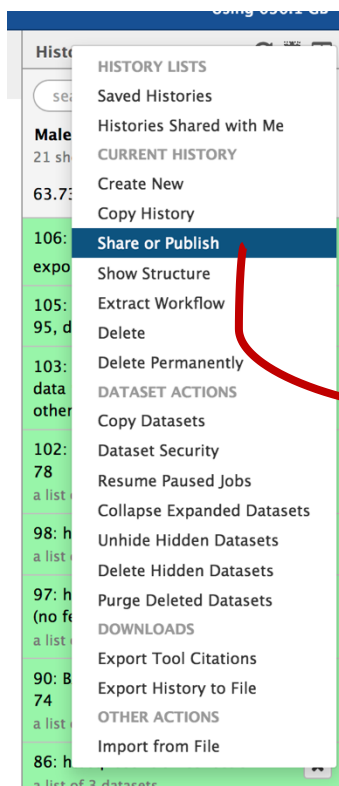 Using 630.1 GB
HISTORY LISTS
Saved Histories
Histories Shared with Me
CURRENT HISTORY
Create New
Copy History
Share or Publish
Show Structure
Extract Workflow
Delete
Delete Permanently
DATASET ACTIONS
Copy Datasets
Dataset Security
Resume Paused Jobs
Collapse Expanded Datasets
Unhide Hidden Datasets
Delete Hidden Datasets
Purge Deleted Datasets
DOWNLOADS
Export Tool Citations
Export History to File
OTHER ACTIONS
Import from File
Male
21 sh
63.7
106:
expo
105:
95, d
103:
data
other
102:
78
a list
98: h
a list
97: h
(no fe
a list
90: B
74
a list
86: h
a list of 3 datasets